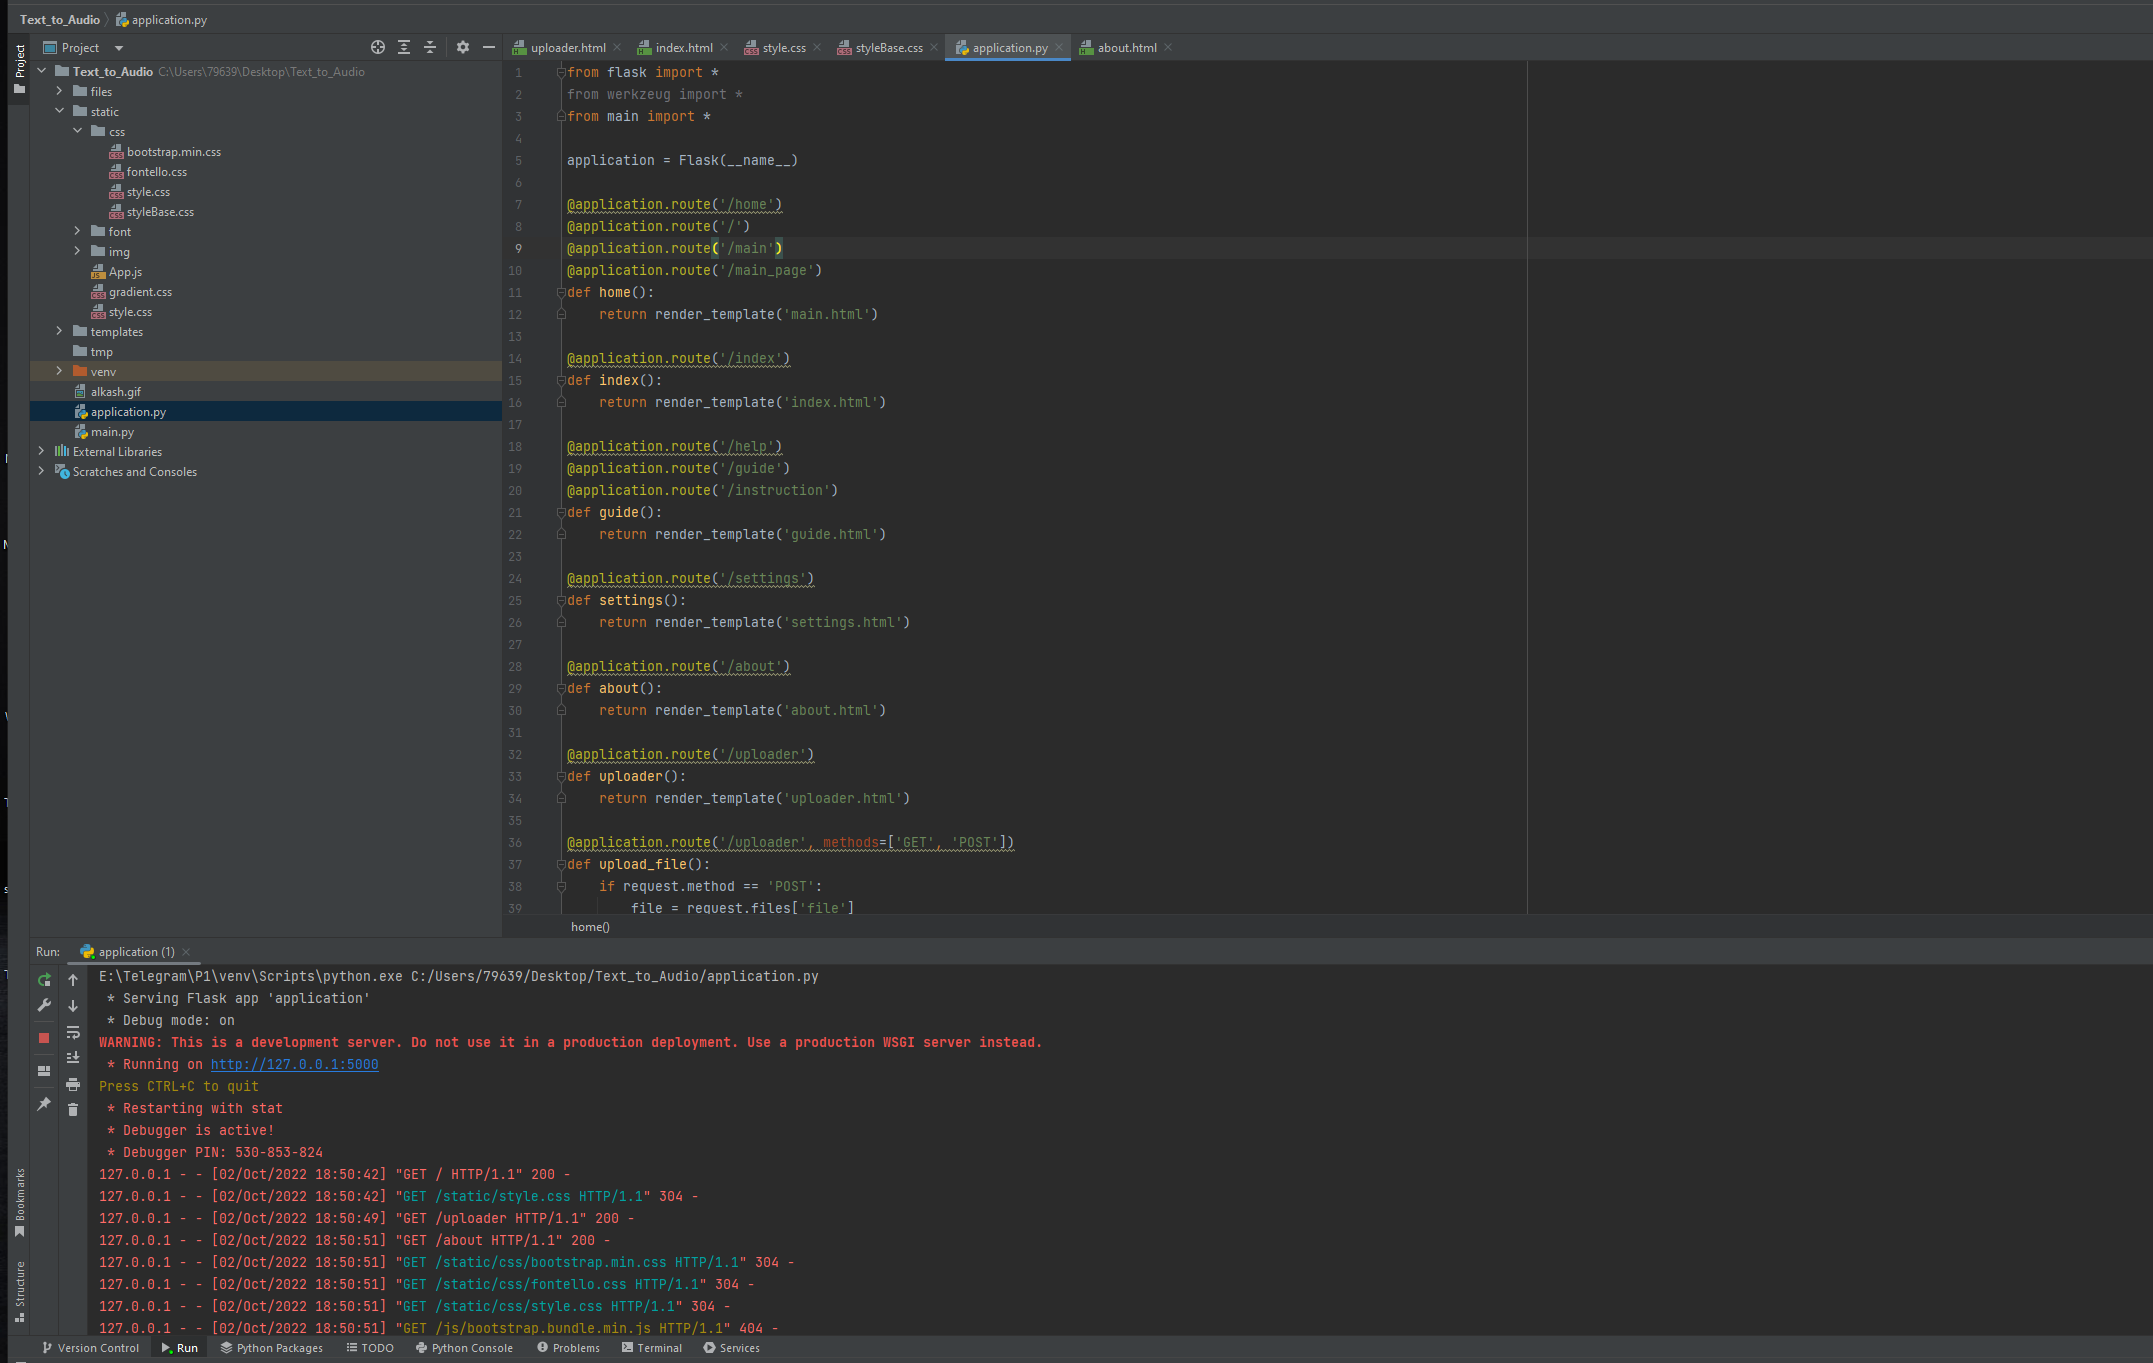 Text_to_Audio application.py
Project
uploader.html index.html style.css styleBase.css application.py about.html
Project
Text_to_Audio C:\Users\79639\Desktop\Text_to_Audio
files
static
css
bootstrap.min.css
fontello.css
style.css
styleBase.css
font
img
App.js
gradient.css
style.css
templates
tmp
venv
alkash.gif
application.py
main.py
External Libraries
Scratches and Consoles
1 from flask import *
2 from werkzeug import *
3 from main import *
4
5 application = Flask(__name__)
6
7 @application.route('/home')
8 @application.route('/')
9 @application.route('/main')
10 @application.route('/main_page')
11 def home():
12 return render_template('main.html')
13
14 @application.route('/index')
15 def index():
16 return render_template('index.html')
17
18 @application.route('/help')
19 @application.route('/guide')
20 @application.route('/instruction')
21 def guide():
22 return render_template('guide.html')
23
24 @application.route('/settings')
25 def settings():
26 return render_template('settings.html')
27
28 @application.route('/about')
29 def about():
30 return render_template('about.html')
31
32 @application.route('/uploader')
33 def uploader():
34 return render_template('uploader.html')
35
36 @application.route('/uploader', methods=['GET', 'POST'])
37 def upload_file():
38 if request.method == 'POST':
39 file = request.files['file']
home()
Run: application (1)
E:\Telegram\P1\venv\Scripts\python.exe C:/Users/79639/Desktop/Text_to_Audio/application.py
* Serving Flask app 'application'
* Debug mode: on
WARNING: This is a development server. Do not use it in a production deployment. Use a production WSGI server instead.
* Running on http://127.0.0.1:5000
Press CTRL+C to quit
* Restarting with stat
* Debugger is active!
* Debugger PIN: 530-853-824
127.0.0.1 - - [02/Oct/2022 18:50:42] "GET / HTTP/1.1" 200 -
127.0.0.1 - - [02/Oct/2022 18:50:42] "GET /static/style.css HTTP/1.1" 304 -
127.0.0.1 - - [02/Oct/2022 18:50:49] "GET /uploader HTTP/1.1" 200 -
127.0.0.1 - - [02/Oct/2022 18:50:51] "GET /about HTTP/1.1" 200 -
127.0.0.1 - - [02/Oct/2022 18:50:51] "GET /static/css/bootstrap.min.css HTTP/1.1" 304 -
127.0.0.1 - - [02/Oct/2022 18:50:51] "GET /static/css/fontello.css HTTP/1.1" 304 -
127.0.0.1 - - [02/Oct/2022 18:50:51] "GET /static/css/style.css HTTP/1.1" 304 -
127.0.0.1 - - [02/Oct/2022 18:50:51] "GET /js/bootstrap.bundle.min.js HTTP/1.1" 404 -
Bookmarks
Structure
Version Control Run Python Packages TODO Python Console Problems Terminal Services